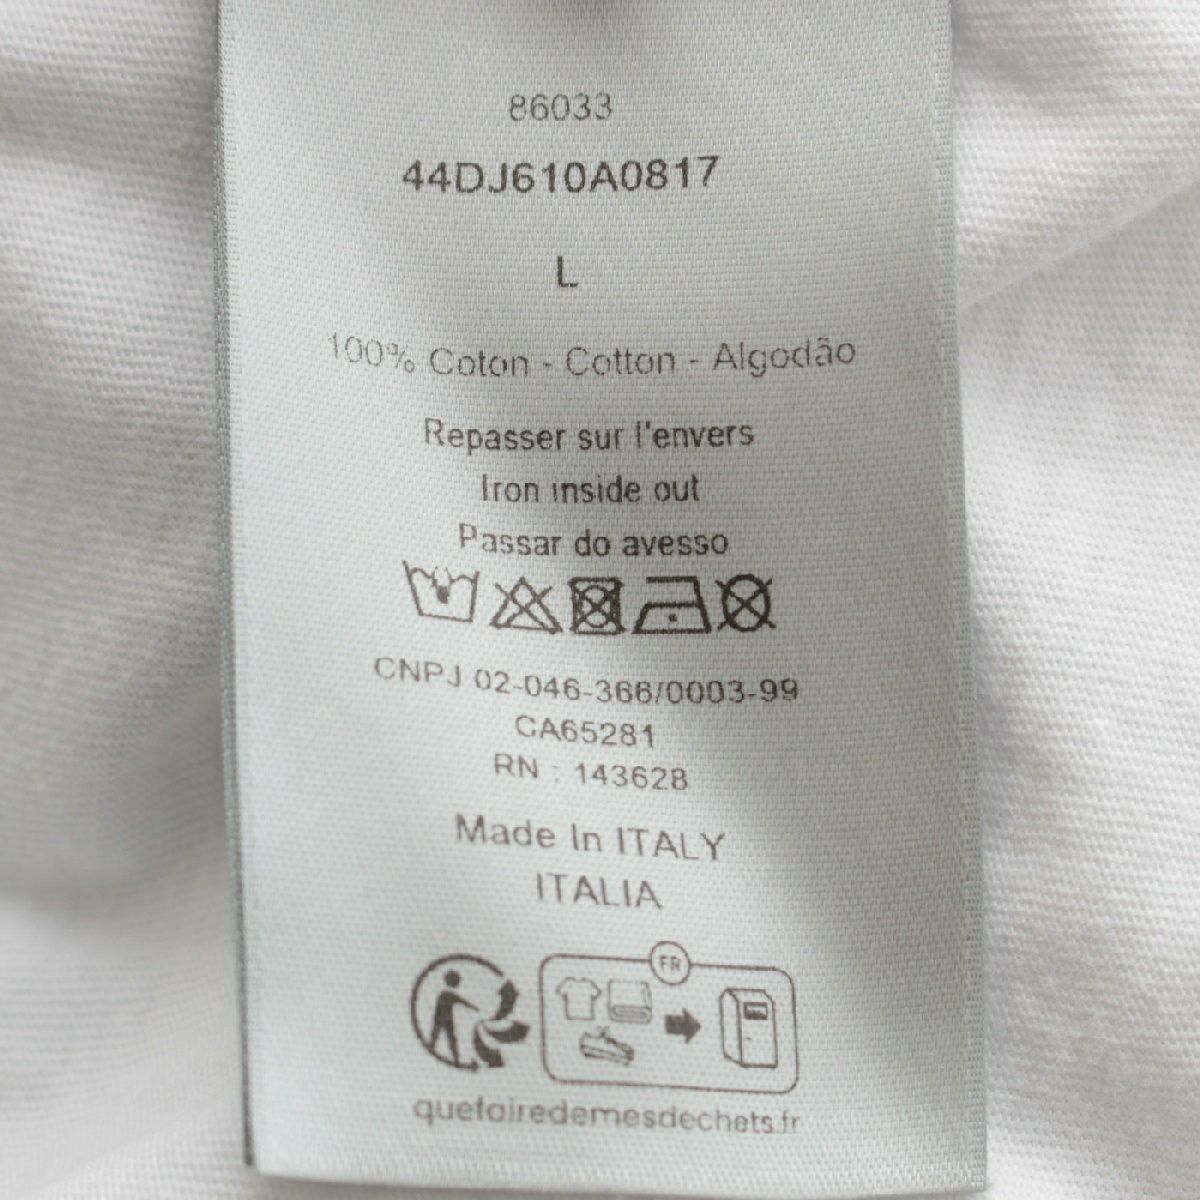 86033
44DJ610A0817
L
100% Coton - Cotton - Algodão
Repasser sur l'envers
Iron inside out
Passar do avesso
CNPJ 02-046-366/0003-99
CA65281
RN : 143628
Made In ITALY
ITALIA
FR
quefairedemesdechets.fr